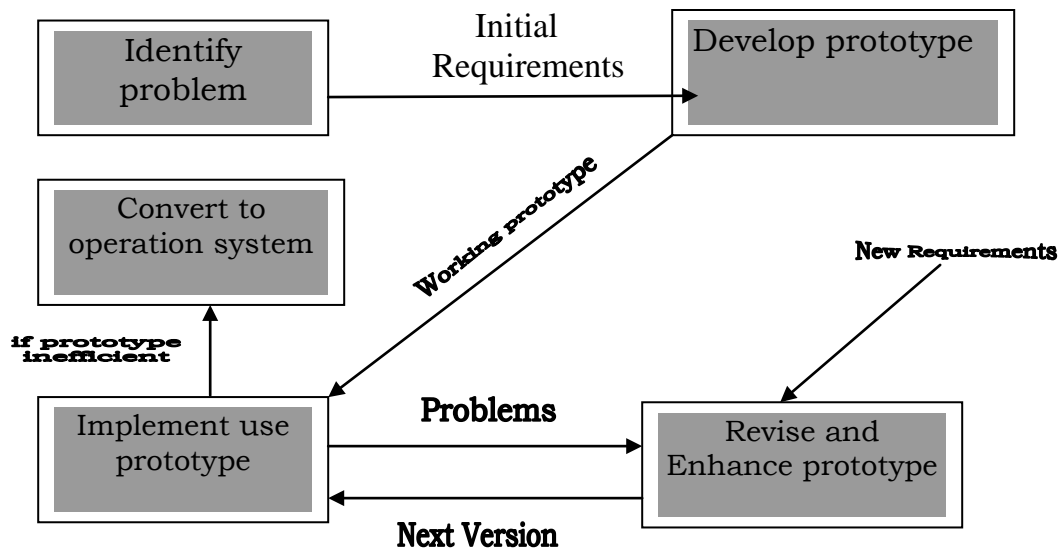 Identify
problem
Initial
Requirements
Develop prototype
Working prototype
Convert to
operation system
New Requirements
if prototype
inefficient
Implement use
prototype
Problems
Revise and
Enhance prototype
Next Version